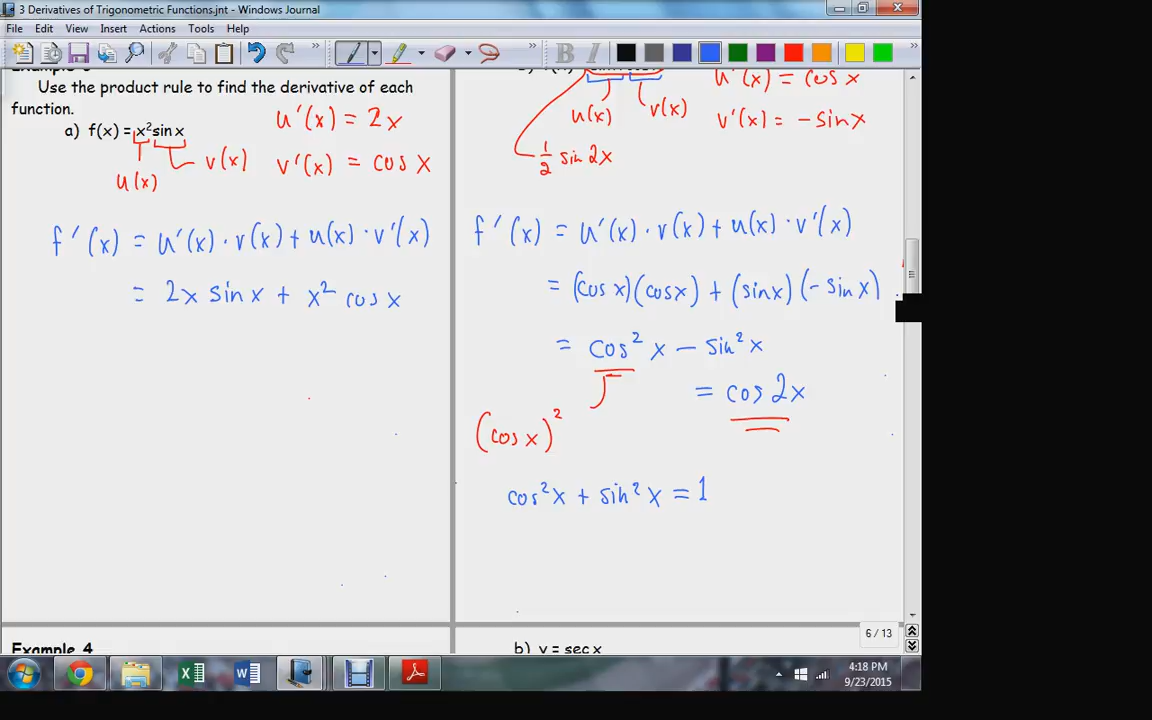 3 Derivatives of Trigonometric Functions.jnt - Windows Journal
File Edit View Insert Actions Tools Help
Use the product rule to find the derivative of each
function.
a) f(x) = x²sin x
u(x)
v(x)
u'(x) = 2x
v'(x) = cos x
f'(x) = u'(x) · v(x) + u(x) · v'(x)
= 2x sin x + x² cos x
u'(x) = cos x
u(x) v(x)
v'(x) = -sin x
1/2 sin 2x
f'(x) = u'(x) · v(x) + u(x) · v'(x)
= (cos x)(cos x) + (sin x)(-sin x)
= cos² x - sin² x
= cos 2x
(cos x)²
cos² x + sin² x = 1
6 / 13
Example 4
b) y = sec x
4:18 PM
9/23/2015